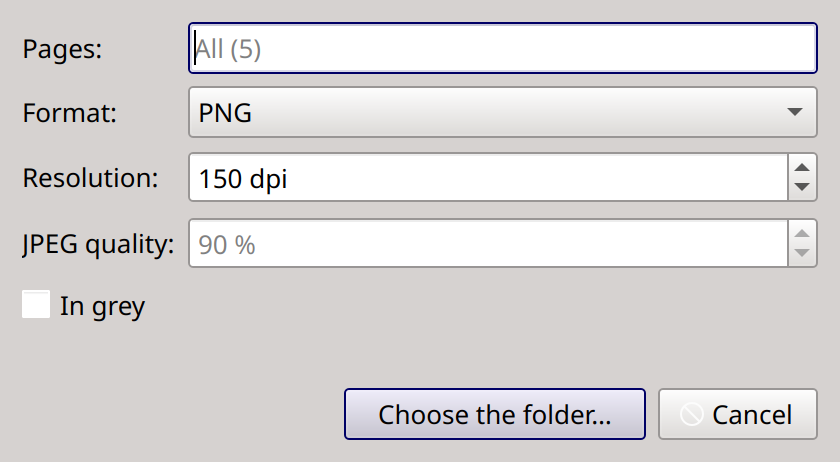 Pages: All (5)
Format: PNG
Resolution: 150 dpi
JPEG quality: 90 %
In grey
Choose the folder... Cancel